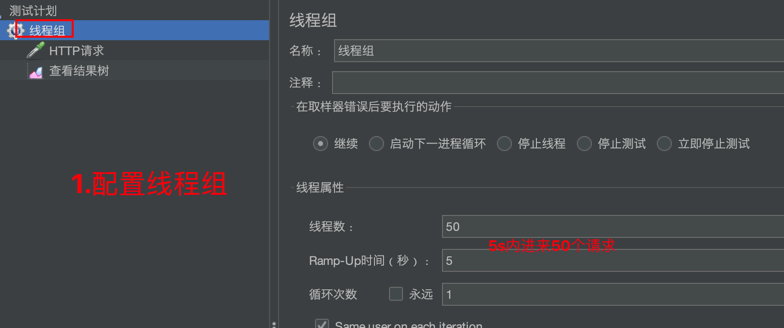 测试计划
线程组
HTTP请求
查看结果树
1.配置线程组
线程组
名称： 线程组
注释：
在取样器错误后要执行的动作
继续 启动下一进程循环 停止线程 停止测试 立即停止测试
线程属性
线程数： 50
5s内进来50个请求
Ramp-Up时间（秒）： 5
循环次数 永远 1
Same user on each iteration